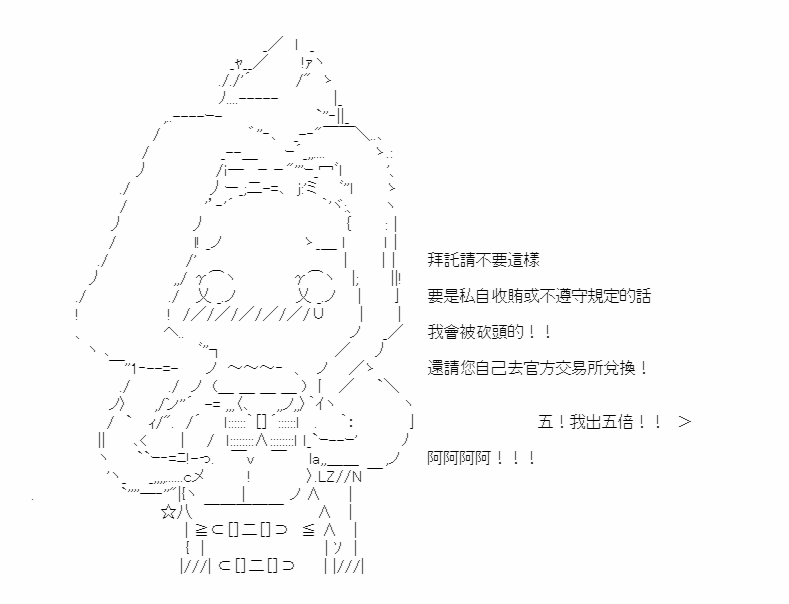 拜託請不要這樣
要是私自收賄或不遵守規定的話
我會被砍頭的！！
還請您自己去官方交易所兌換！
五！我出五倍！！ ＞
阿阿阿阿！！！